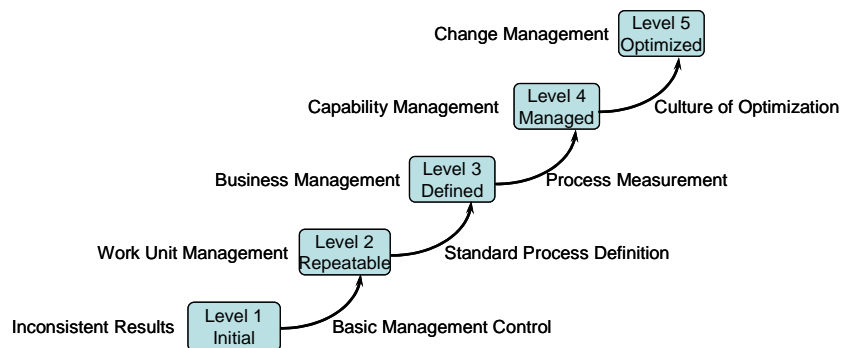 Change Management
Level 5
Optimized
Capability Management
Level 4
Managed
Culture of Optimization
Business Management
Level 3
Defined
Process Measurement
Work Unit Management
Level 2
Repeatable
Standard Process Definition
Inconsistent Results
Level 1
Initial
Basic Management Control